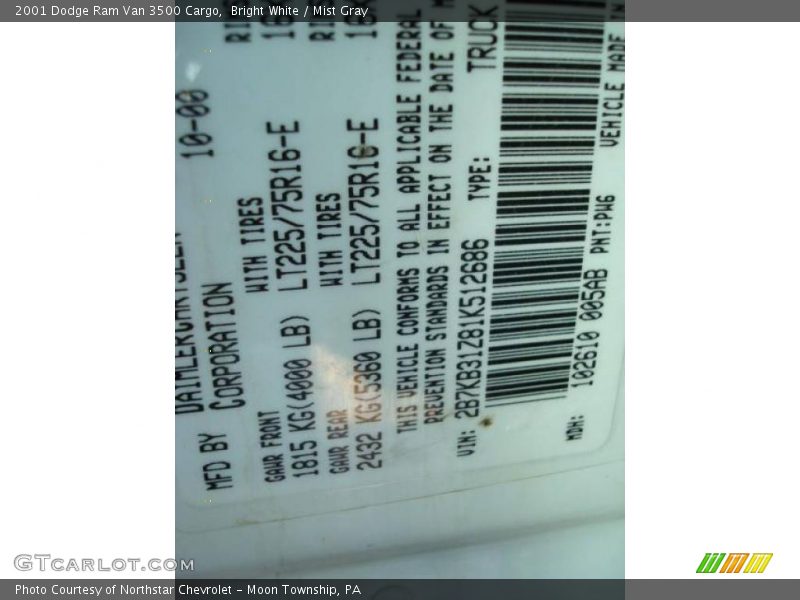 2001 Dodge Ram Van 3500 Cargo,  Bright White / Mist Gray
MFD BY DAIMLERCHRYSLER 10-00
CORPORATION
GAWR FRONT WITH TIRES
1815 KG(4000 LB) LT225/75R16-E
GAWR REAR WITH TIRES
2432 KG(5360 LB) LT225/75R16-E
THIS VEHICLE CONFORMS TO ALL APPLICABLE FEDERAL
PREVENTION STANDARDS IN EFFECT ON THE DATE OF
VIN: 2B7KB31Z81K512686 TYPE: TRUCK
MDH: 102610 005AB PNT:PW6 VEHICLE MADE
GTCARLOT.COM
Photo Courtesy of Northstar Chevrolet - Moon Township, PA